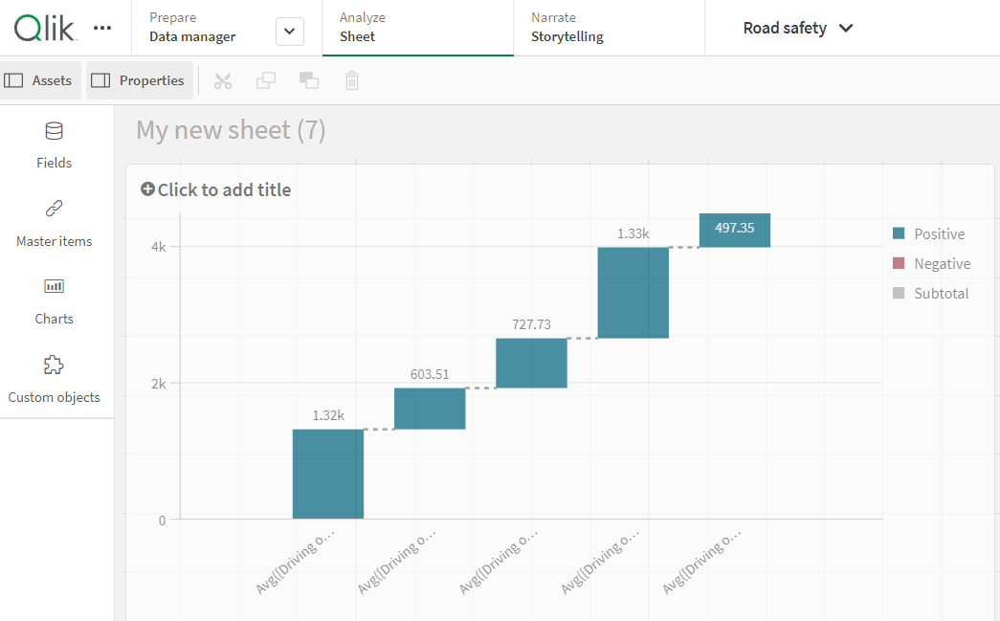 Qlik
Prepare
Data manager
Analyze
Sheet
Narrate
Storytelling
Road safety
Assets
Properties
Fields
Master items
Charts
Custom objects
My new sheet (7)
Click to add title
4k
2k
0
1.32k
603.51
727.73
1.33k
497.35
Avg([Driving o…
Avg([Driving o…
Avg([Driving o…
Avg([Driving o…
Avg([Driving o…
Positive
Negative
Subtotal